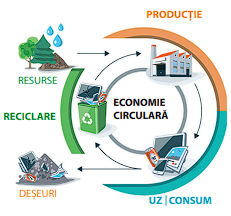 PRODUCȚIE
RESURSE
ECONOMIE
CIRCULARĂ
RECICLARE
DEȘEURI
UZ | CONSUM